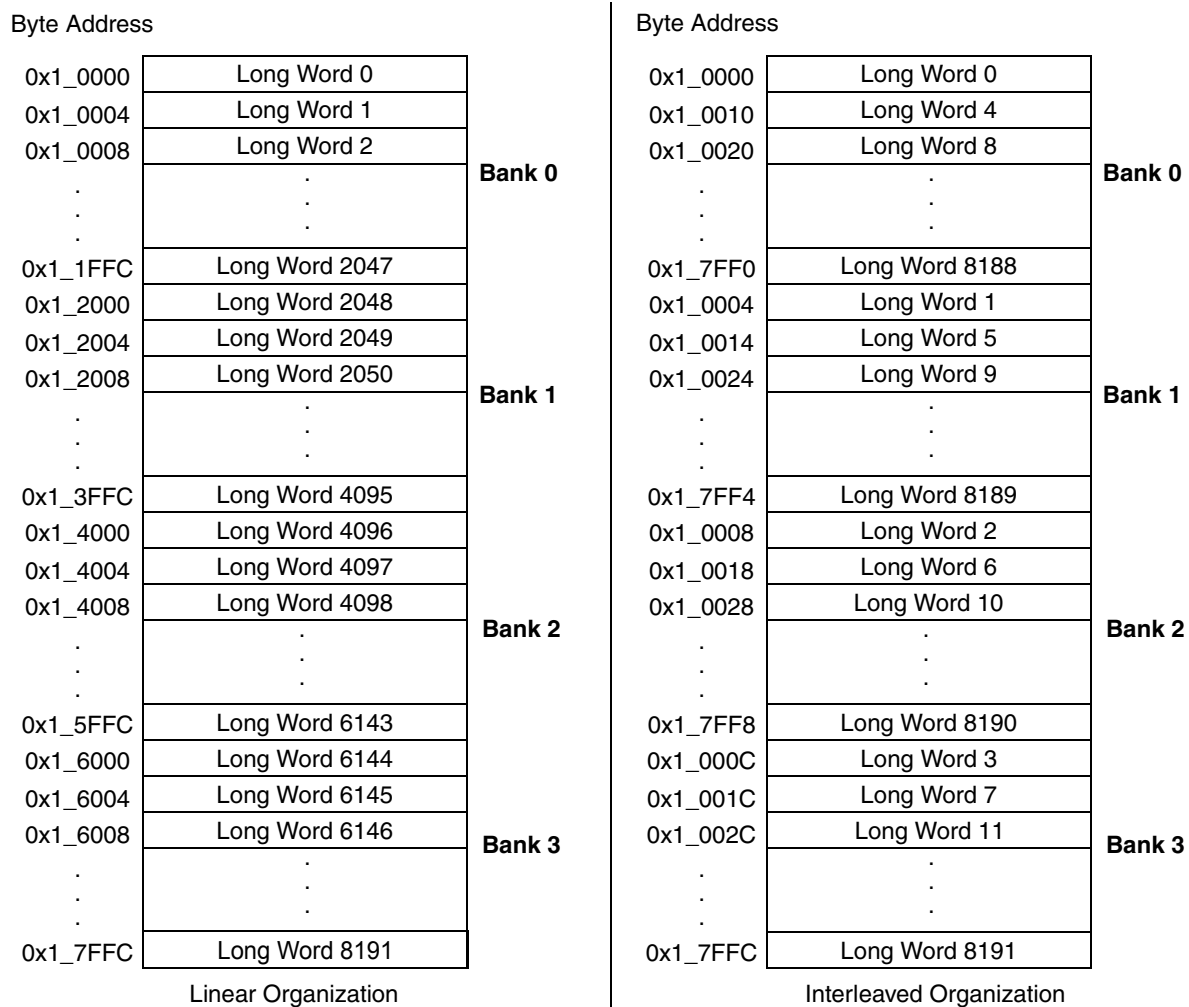 Byte Address
0x1_0000 Long Word 0
0x1_0004 Long Word 1
0x1_0008 Long Word 2
Bank 0
.
.
.
0x1_1FFC Long Word 2047
0x1_2000 Long Word 2048
0x1_2004 Long Word 2049
0x1_2008 Long Word 2050
Bank 1
.
.
.
0x1_3FFC Long Word 4095
0x1_4000 Long Word 4096
0x1_4004 Long Word 4097
0x1_4008 Long Word 4098
Bank 2
.
.
.
0x1_5FFC Long Word 6143
0x1_6000 Long Word 6144
0x1_6004 Long Word 6145
0x1_6008 Long Word 6146
Bank 3
.
.
.
0x1_7FFC Long Word 8191
Linear Organization
Byte Address
0x1_0000 Long Word 0
0x1_0010 Long Word 4
0x1_0020 Long Word 8
Bank 0
.
.
.
0x1_7FF0 Long Word 8188
0x1_0004 Long Word 1
0x1_0014 Long Word 5
0x1_0024 Long Word 9
Bank 1
.
.
.
0x1_7FF4 Long Word 8189
0x1_0008 Long Word 2
0x1_0018 Long Word 6
0x1_0028 Long Word 10
Bank 2
.
.
.
0x1_7FF8 Long Word 8190
0x1_000C Long Word 3
0x1_001C Long Word 7
0x1_002C Long Word 11
Bank 3
.
.
.
0x1_7FFC Long Word 8191
Interleaved Organization